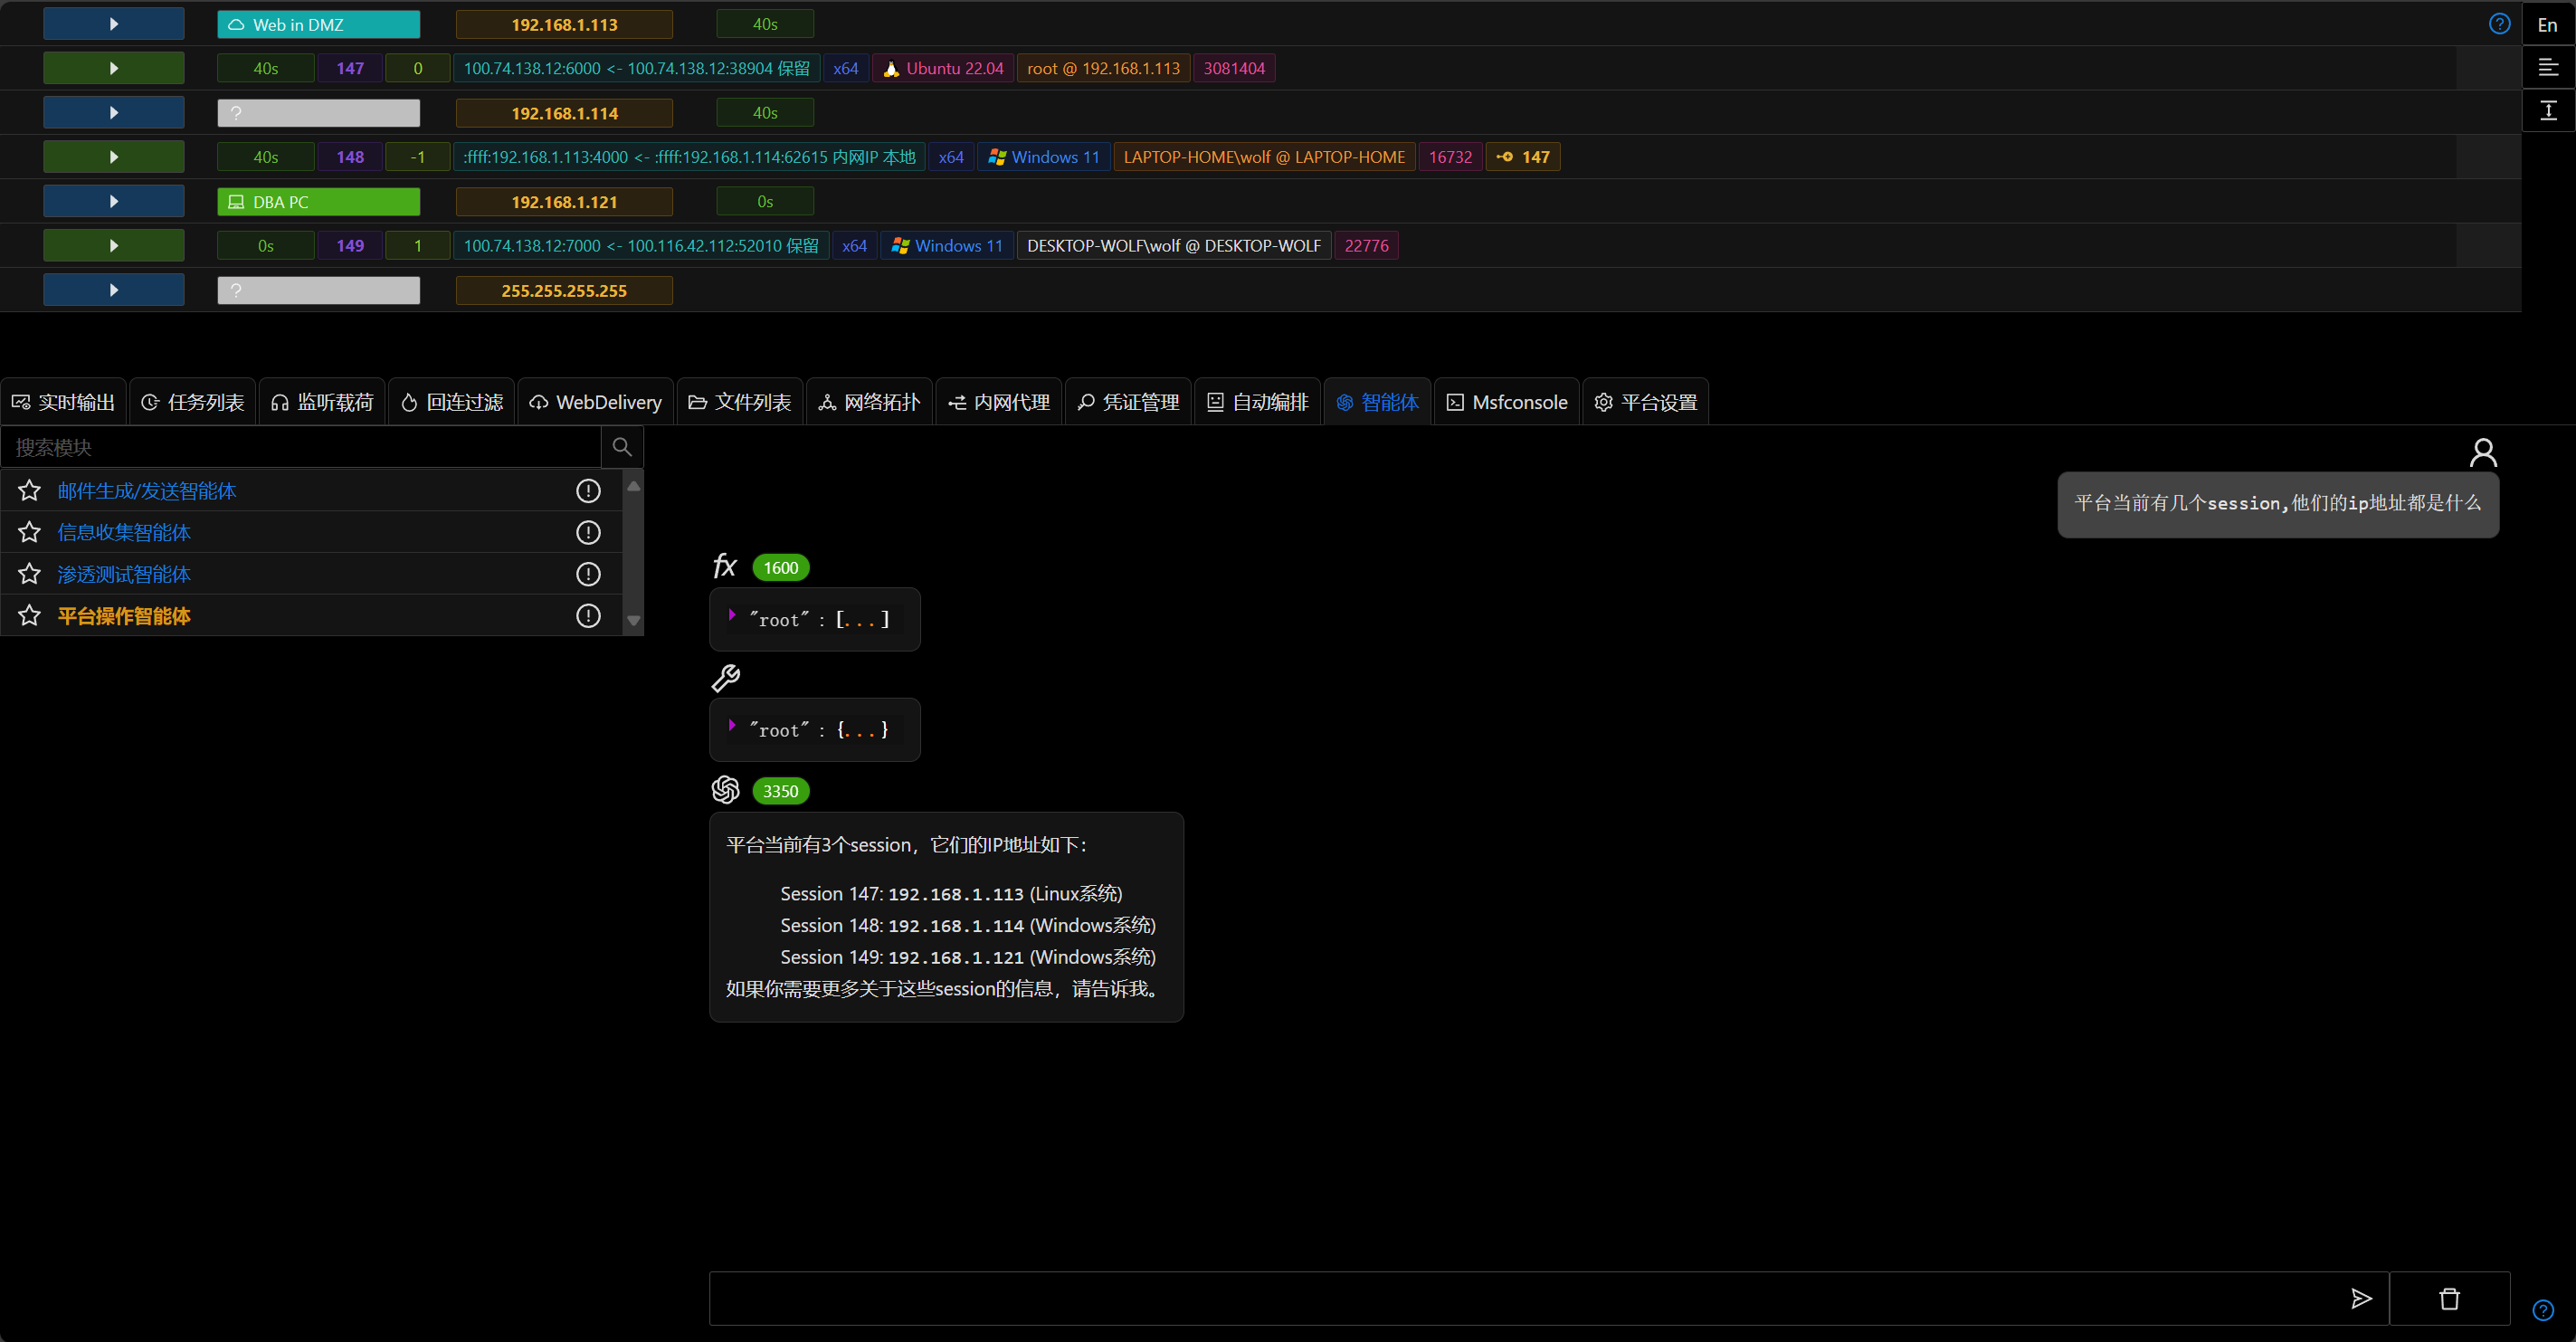 Web in DMZ 192.168.1.113 40s En
40s 147 0 100.74.138.12:6000 <- 100.74.138.12:38904 保留 x64 Ubuntu 22.04 root @ 192.168.1.113 3081404
? 192.168.1.114 40s
40s 148 -1 :ffff:192.168.1.113:4000 <- :ffff:192.168.1.114:62615 内网IP 本地 x64 Windows 11 LAPTOP-HOME\wolf @ LAPTOP-HOME 16732 147
DBA PC 192.168.1.121 0s
0s 149 1 100.74.138.12:7000 <- 100.116.42.112:52010 保留 x64 Windows 11 DESKTOP-WOLF\wolf @ DESKTOP-WOLF 22776
? 255.255.255.255
实时输出 任务列表 监听载荷 回连过滤 WebDelivery 文件列表 网络拓扑 内网代理 凭证管理 自动编排 智能体 Msfconsole 平台设置
搜索模块
邮件生成/发送智能体
信息收集智能体
渗透测试智能体
平台操作智能体
平台当前有几个session,他们的ip地址都是什么
fx 1600
"root" : [...]
"root" : {...}
3350
平台当前有3个session，它们的IP地址如下：
Session 147: 192.168.1.113 (Linux系统)
Session 148: 192.168.1.114 (Windows系统)
Session 149: 192.168.1.121 (Windows系统)
如果你需要更多关于这些session的信息，请告诉我。